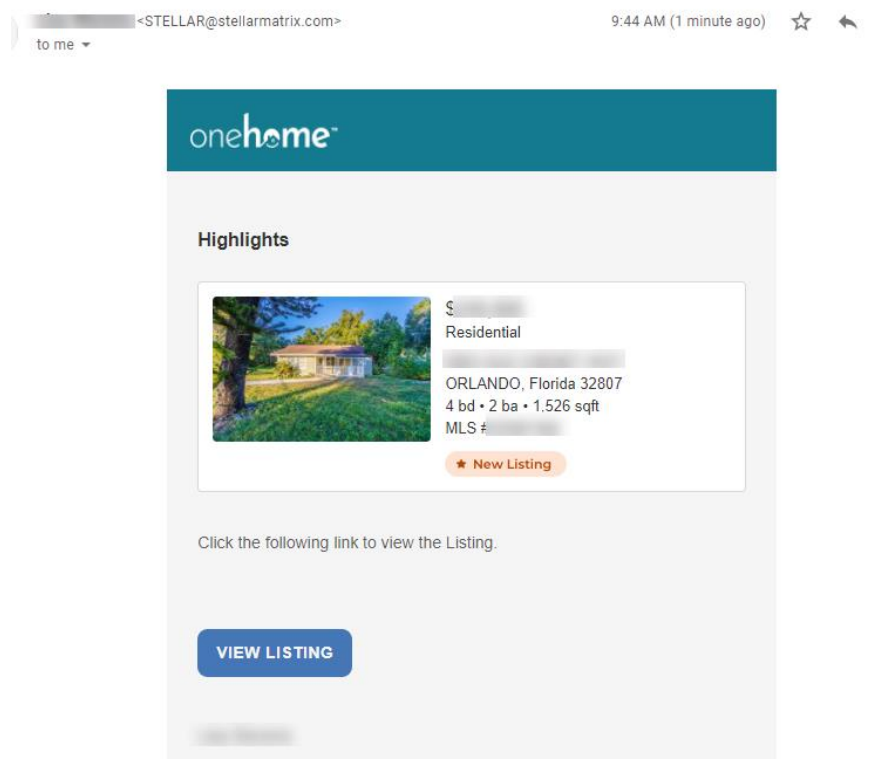 <STELLAR@stellarmatrix.com>
9:44 AM (1 minute ago)
to me
onehome™
Highlights
$
Residential
ORLANDO, Florida 32807
4 bd • 2 ba • 1,526 sqft
MLS #
★ New Listing
Click the following link to view the Listing.
VIEW LISTING